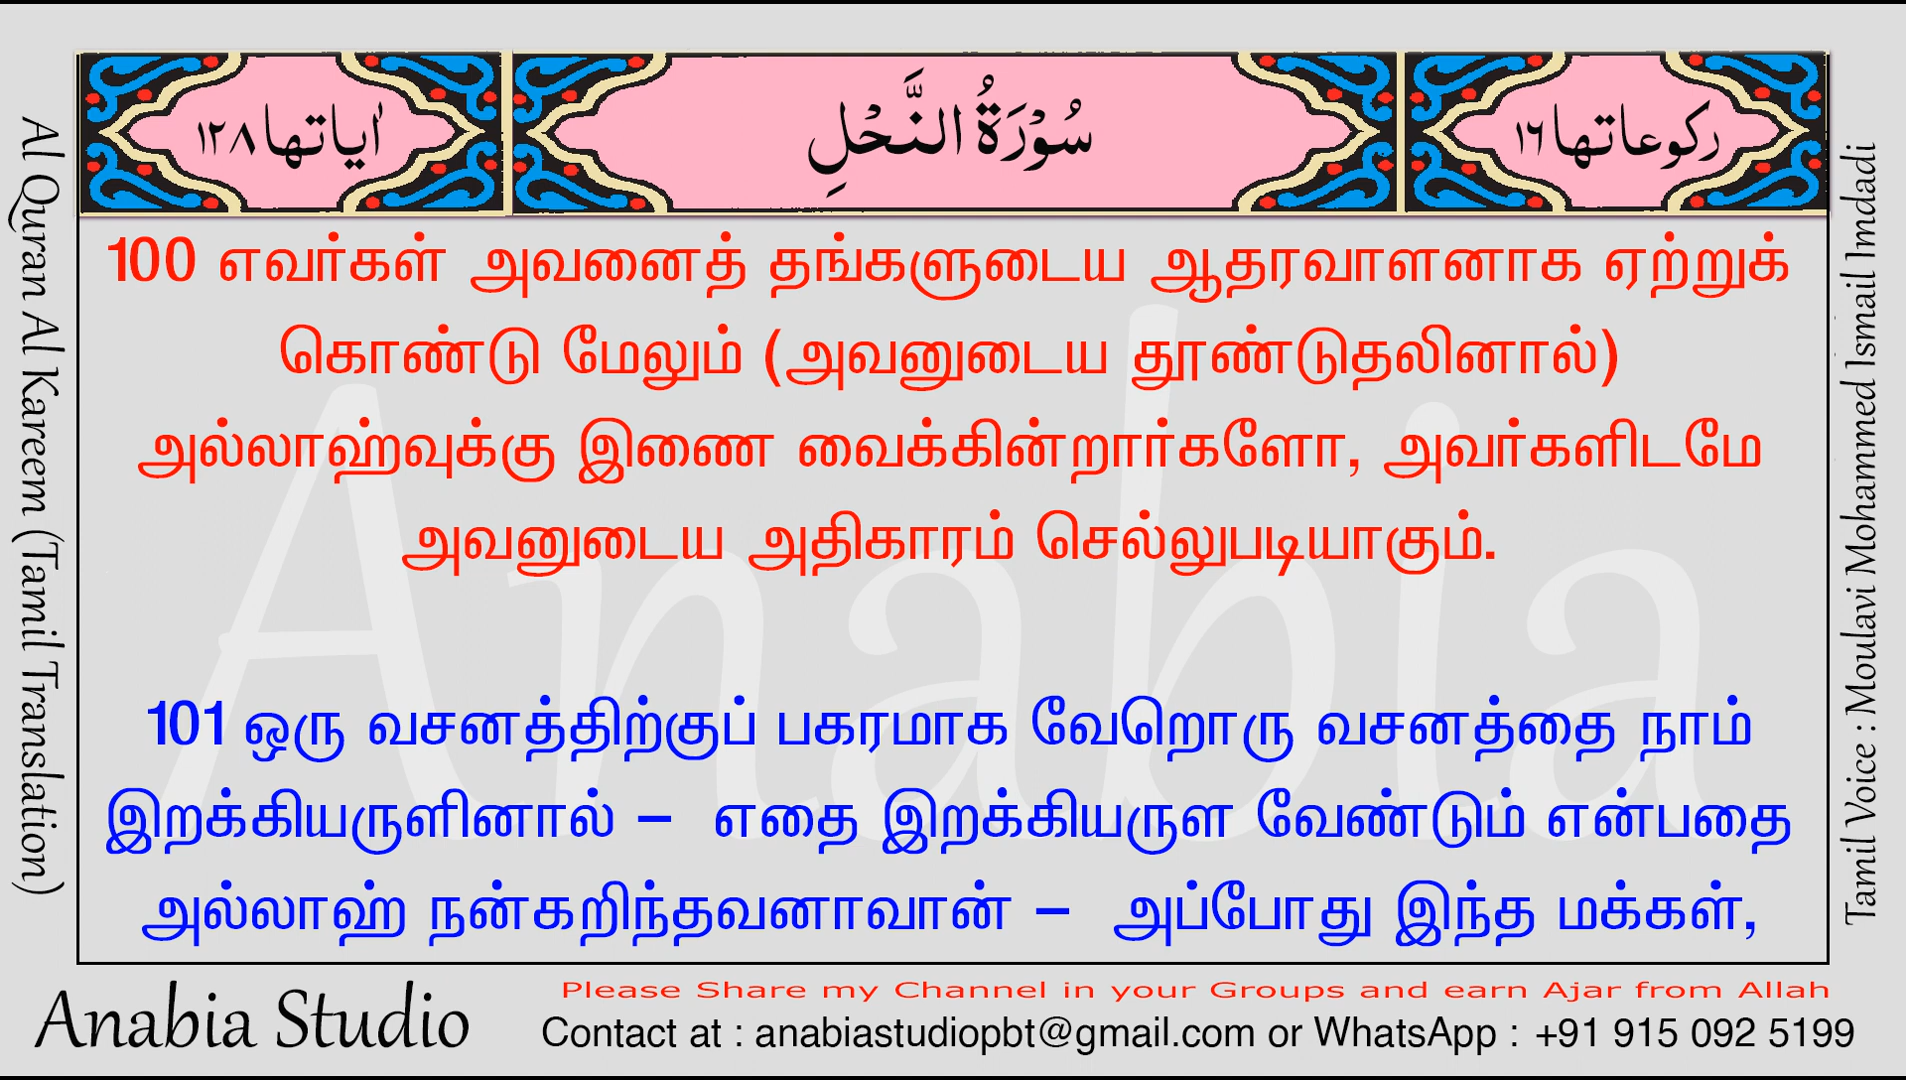 رکوعاتها ١٦
سُوْرَةُ النَّحْلِ
اٰیاتها ١٢٨
Al Quran Al Kareem (Tamil Translation)
100 எவர்கள் அவனைத் தங்களுடைய ஆதரவாளனாக ஏற்றுக்
கொண்டு மேலும் (அவனுடைய தூண்டுதலினால்)
அல்லாஹ்வுக்கு இணை வைக்கின்றார்களோ, அவர்களிடமே
அவனுடைய அதிகாரம் செல்லுபடியாகும்.
101 ஒரு வசனத்திற்குப் பகரமாக வேறொரு வசனத்தை நாம்
இறக்கியருளினால் – எதை இறக்கியருள வேண்டும் என்பதை
அல்லாஹ் நன்கறிந்தவனாவான் – அப்போது இந்த மக்கள்,
Tamil Voice : Moulavi Mohammed Ismail Imdadi
Anabia
Anabia Studio
Please Share my Channel in your Groups and earn Ajar from Allah
Contact at : anabiastudiopbt@gmail.com or WhatsApp : +91 915 092 5199